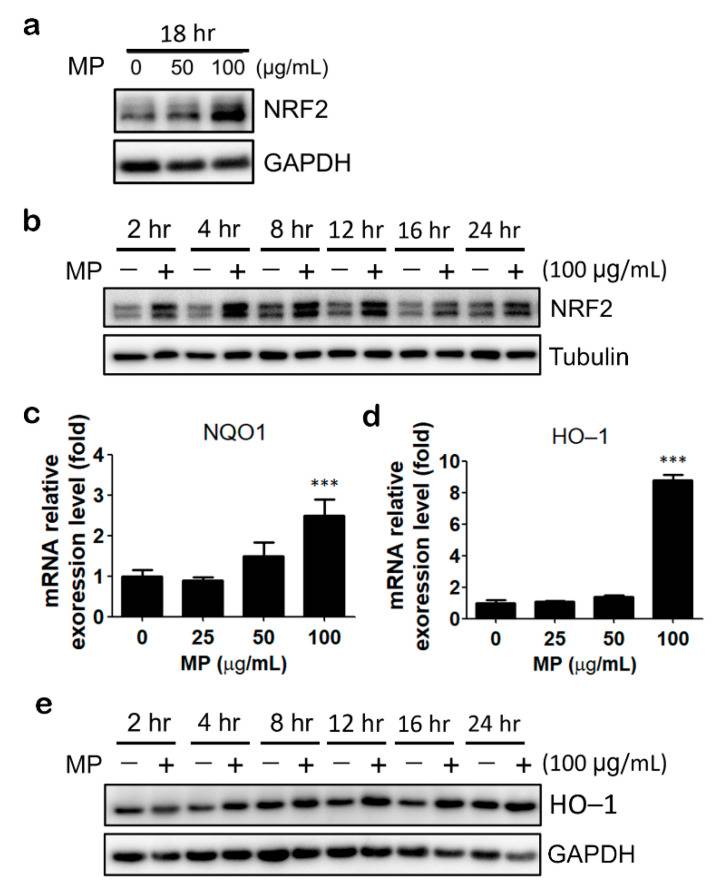 a
18 hr
MP 0 50 100 (µg/mL)
NRF2
GAPDH
b
2 hr 4 hr 8 hr 12 hr 16 hr 24 hr
MP − + − + − + − + − + − + (100 µg/mL)
NRF2
Tubulin
c
NQO1
mRNA relative
exoression level (fold)
4
3
2
1
0
***
0 25 50 100
MP (µg/mL)
d
HO−1
mRNA relative
exoression level (fold)
10
8
6
4
2
0
***
0 25 50 100
MP (µg/mL)
e
2 hr 4 hr 8 hr 12 hr 16 hr 24 hr
MP − + − + − + − + − + − + (100 µg/mL)
HO−1
GAPDH